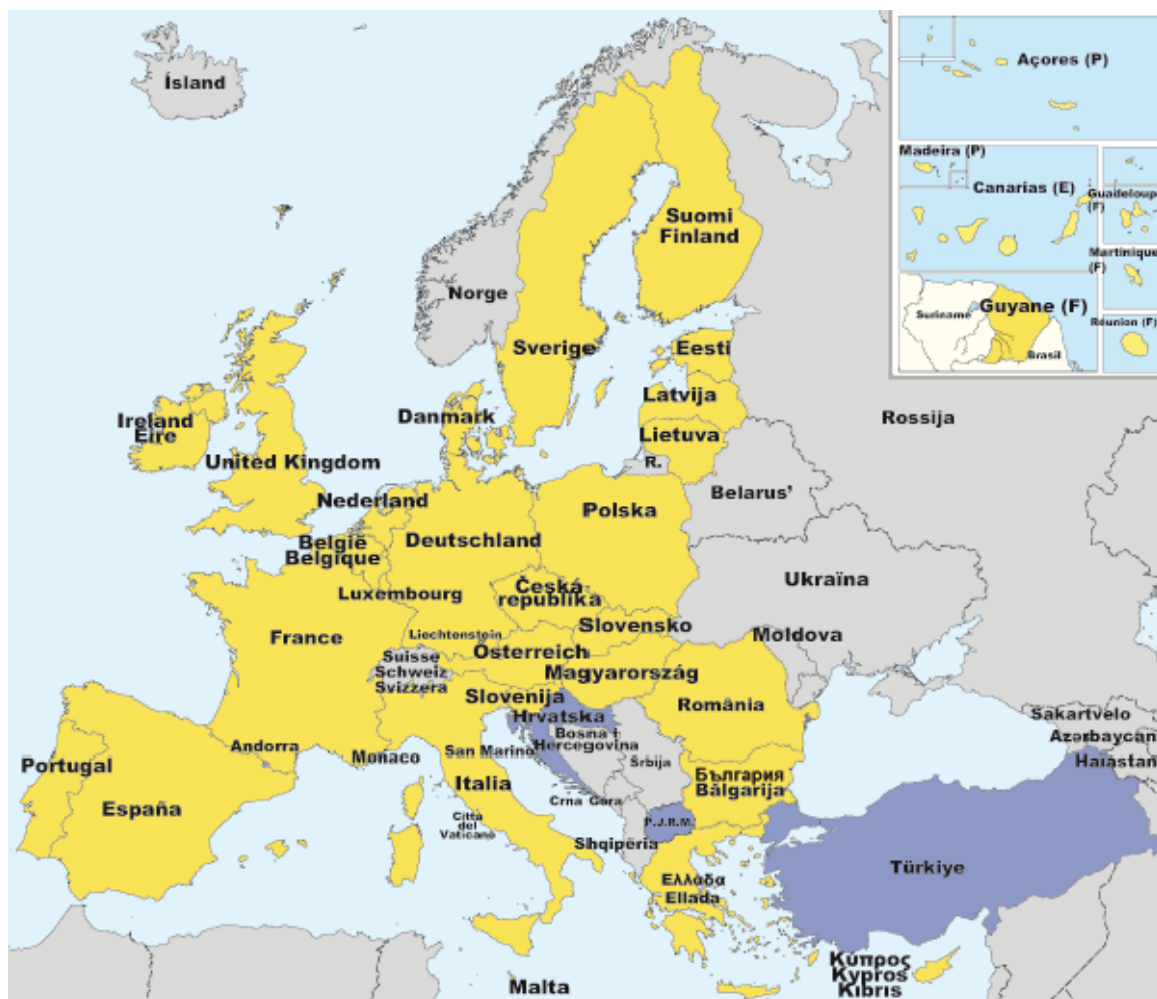 Ísland
Açores (P)
Madeira (P)
Canarias (E)
Guadeloup
(F)
Martinique
(F)
Guyane (F)
Suriname
Brasil
Réunion (F)
Suomi
Finland
Norge
Sverige
Eesti
Latvija
Lietuva
R.
Danmark
Rossija
Ireland
Eire
United Kingdom
Nederland
Belarus'
Polska
België
Belgique
Deutschland
Luxembourg
Česká
republika
Ukraïna
France
Slovensko
Liechtenstein
Österreich
Moldova
Suisse
Schweiz
Svizzera
Magyarország
Slovenija
România
Hrvatska
Bosna i
Hercegovina
Sakartvelo
Azərbaycan
Haiastan
Andorra
Monaco
San Marino
Srbija
Portugal
España
Italia
България
Bălgarija
Crna Gora
Città
del
Vaticano
P.J.R.M.
Shqipëria
Türkiye
Ελλάδα
Ellada
Malta
Κύπρος
Kypros
Kıbrıs